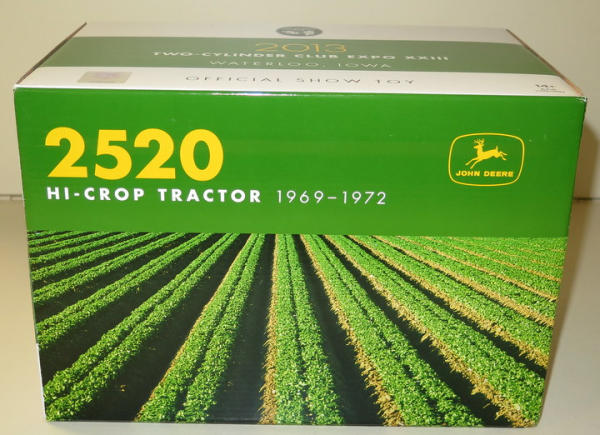 2013
TWO-CYLINDER CLUB EXPO XXIII
WATERLOO, IOWA
OFFICIAL SHOW TOY
14+
2520
HI-CROP TRACTOR 1969–1972
JOHN DEERE